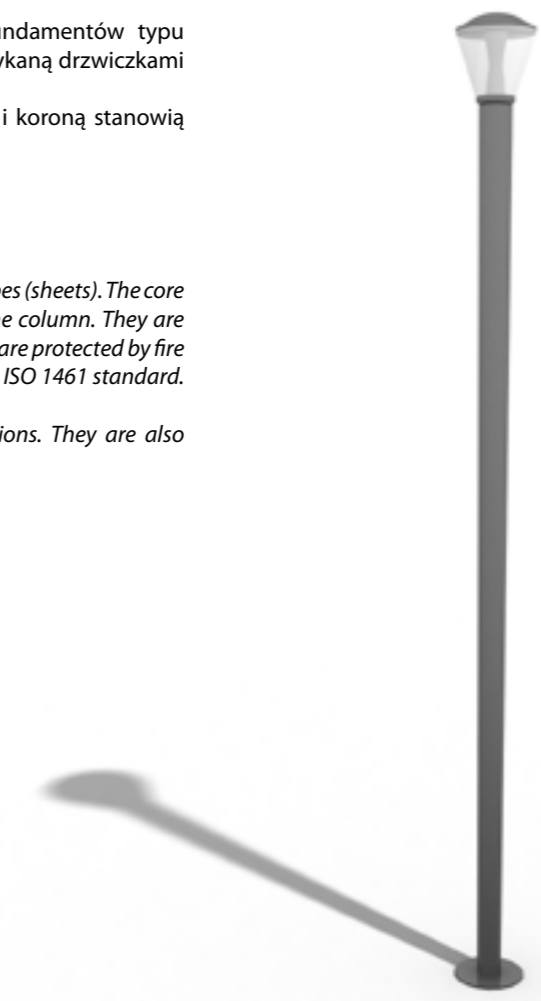 ndamentów typu
ykaną drzwiczkami
i koroną stanowią
es (sheets). The core
e column. They are
are protected by fire
ISO 1461 standard.
ions. They are also